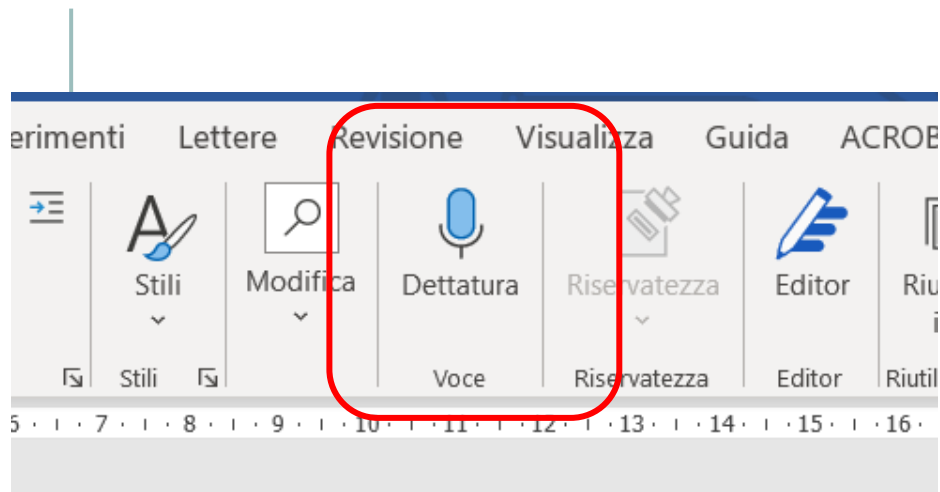 erimenti Lettere Revisione Visualizza Guida ACROB
Stili Modifica Dettatura Riservatezza Editor Riu
i
Stili Voce Riservatezza Editor Riutil
6 · 7 · 8 · 9 · 10 · 11 · 12 · 13 · 14 · 15 · 16